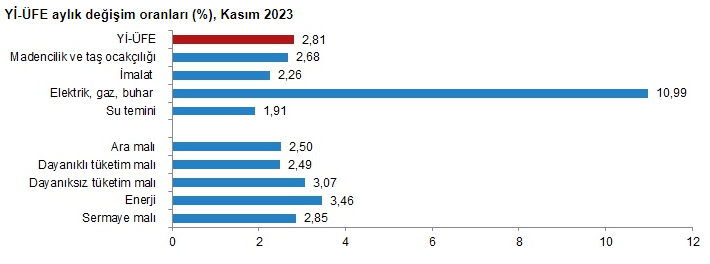 Yİ-ÜFE aylık değişim oranları (%), Kasım 2023
Yİ-ÜFE 2,81
Madencilik ve taş ocakçılığı 2,68
İmalat 2,26
Elektrik, gaz, buhar 10,99
Su temini 1,91
Ara malı 2,50
Dayanıklı tüketim malı 2,49
Dayanıksız tüketim malı 3,07
Enerji 3,46
Sermaye malı 2,85
0 2 4 6 8 10 12